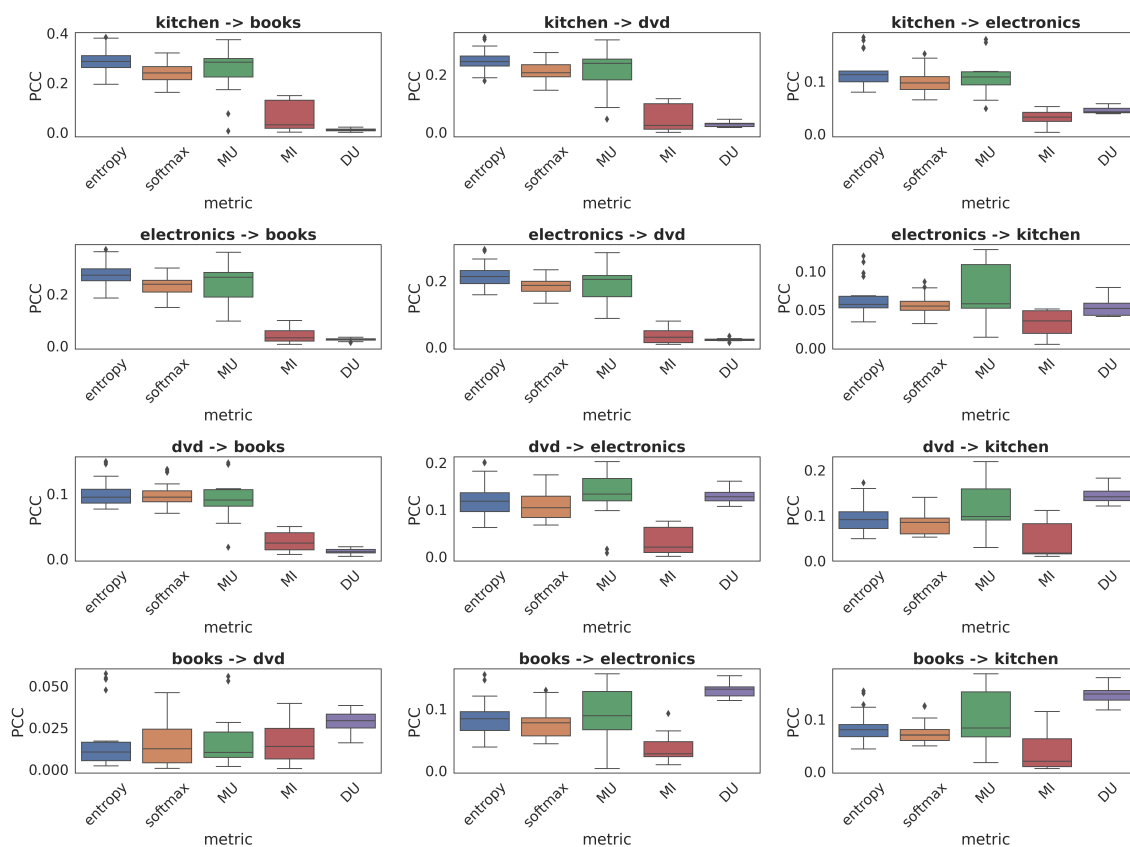 kitchen -> books
PCC
0.4
0.2
0.0
entropy
softmax
MU
MI
DU
metric
kitchen -> dvd
PCC
0.2
0.0
entropy
softmax
MU
MI
DU
metric
kitchen -> electronics
PCC
0.1
0.0
entropy
softmax
MU
MI
DU
metric
electronics -> books
PCC
0.2
0.0
entropy
softmax
MU
MI
DU
metric
electronics -> dvd
PCC
0.2
0.0
entropy
softmax
MU
MI
DU
metric
electronics -> kitchen
PCC
0.10
0.05
0.00
entropy
softmax
MU
MI
DU
metric
dvd -> books
PCC
0.1
0.0
entropy
softmax
MU
MI
DU
metric
dvd -> electronics
PCC
0.2
0.1
0.0
entropy
softmax
MU
MI
DU
metric
dvd -> kitchen
PCC
0.2
0.1
0.0
entropy
softmax
MU
MI
DU
metric
books -> dvd
PCC
0.050
0.025
0.000
entropy
softmax
MU
MI
DU
metric
books -> electronics
PCC
0.1
0.0
entropy
softmax
MU
MI
DU
metric
books -> kitchen
PCC
0.1
0.0
entropy
softmax
MU
MI
DU
metric